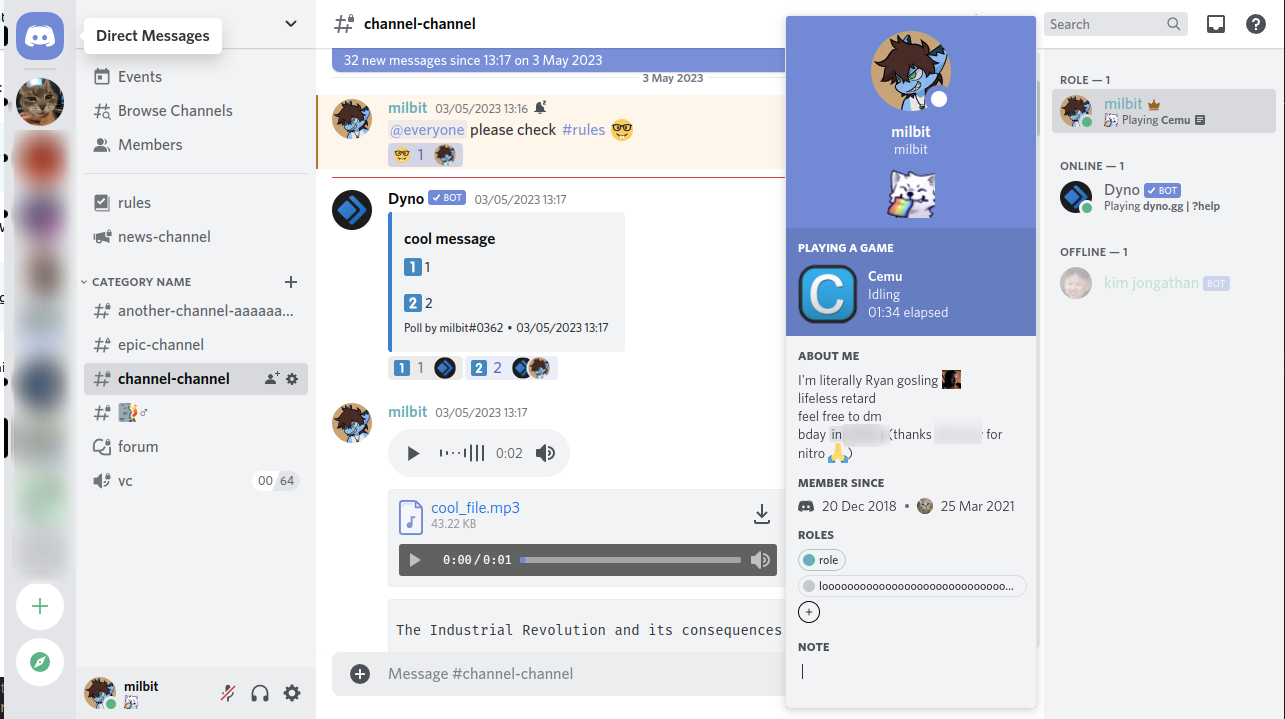 Direct Messages
Events
Browse Channels
Members
rules
news-channel
CATEGORY NAME
another-channel-aaaaaa...
epic-channel
channel-channel
forum
vc
00 64
milbit
channel-channel
32 new messages since 13:17 on 3 May 2023
3 May 2023
milbit 03/05/2023 13:16
@everyone please check #rules
1
Dyno BOT 03/05/2023 13:17
cool message
1 1
2 2
Poll by milbit#0362 • 03/05/2023 13:17
1 1 2 2
milbit 03/05/2023 13:17
0:02
cool_file.mp3
43.22 KB
0:00/0:01
The Industrial Revolution and its consequences
Message #channel-channel
milbit
milbit
PLAYING A GAME
Cemu
Idling
01:34 elapsed
ABOUT ME
I'm literally Ryan gosling
lifeless retard
feel free to dm
bday in (thanks for
nitro )
MEMBER SINCE
20 Dec 2018 • 25 Mar 2021
ROLES
role
looooooooooooooooooooooooooooo...
NOTE
Search
ROLE — 1
milbit
Playing Cemu
ONLINE — 1
Dyno BOT
Playing dyno.gg | ?help
OFFLINE — 1
kim jongathan BOT